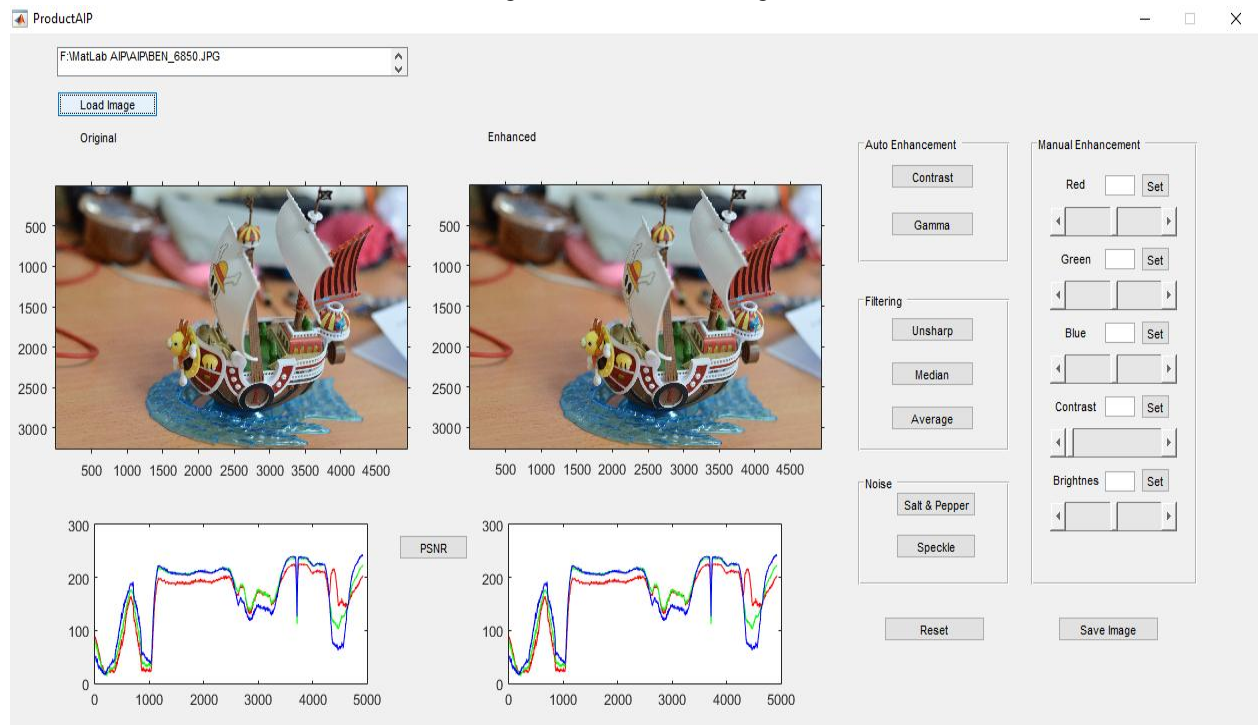 ProductAIP
F:\MatLab AIP\AIP\BEN_6850.JPG
Load Image
Original
Enhanced
500
1000
1500
2000
2500
3000
500 1000 1500 2000 2500 3000 3500 4000 4500
500
1000
1500
2000
2500
3000
500 1000 1500 2000 2500 3000 3500 4000 4500
300
200
100
0
0 1000 2000 3000 4000 5000
PSNR
300
200
100
0
0 1000 2000 3000 4000 5000
Auto Enhancement
Contrast
Gamma
Filtering
Unsharp
Median
Average
Noise
Salt & Pepper
Speckle
Reset
Manual Enhancement
Red Set
Green Set
Blue Set
Contrast Set
Brightnes Set
Save Image